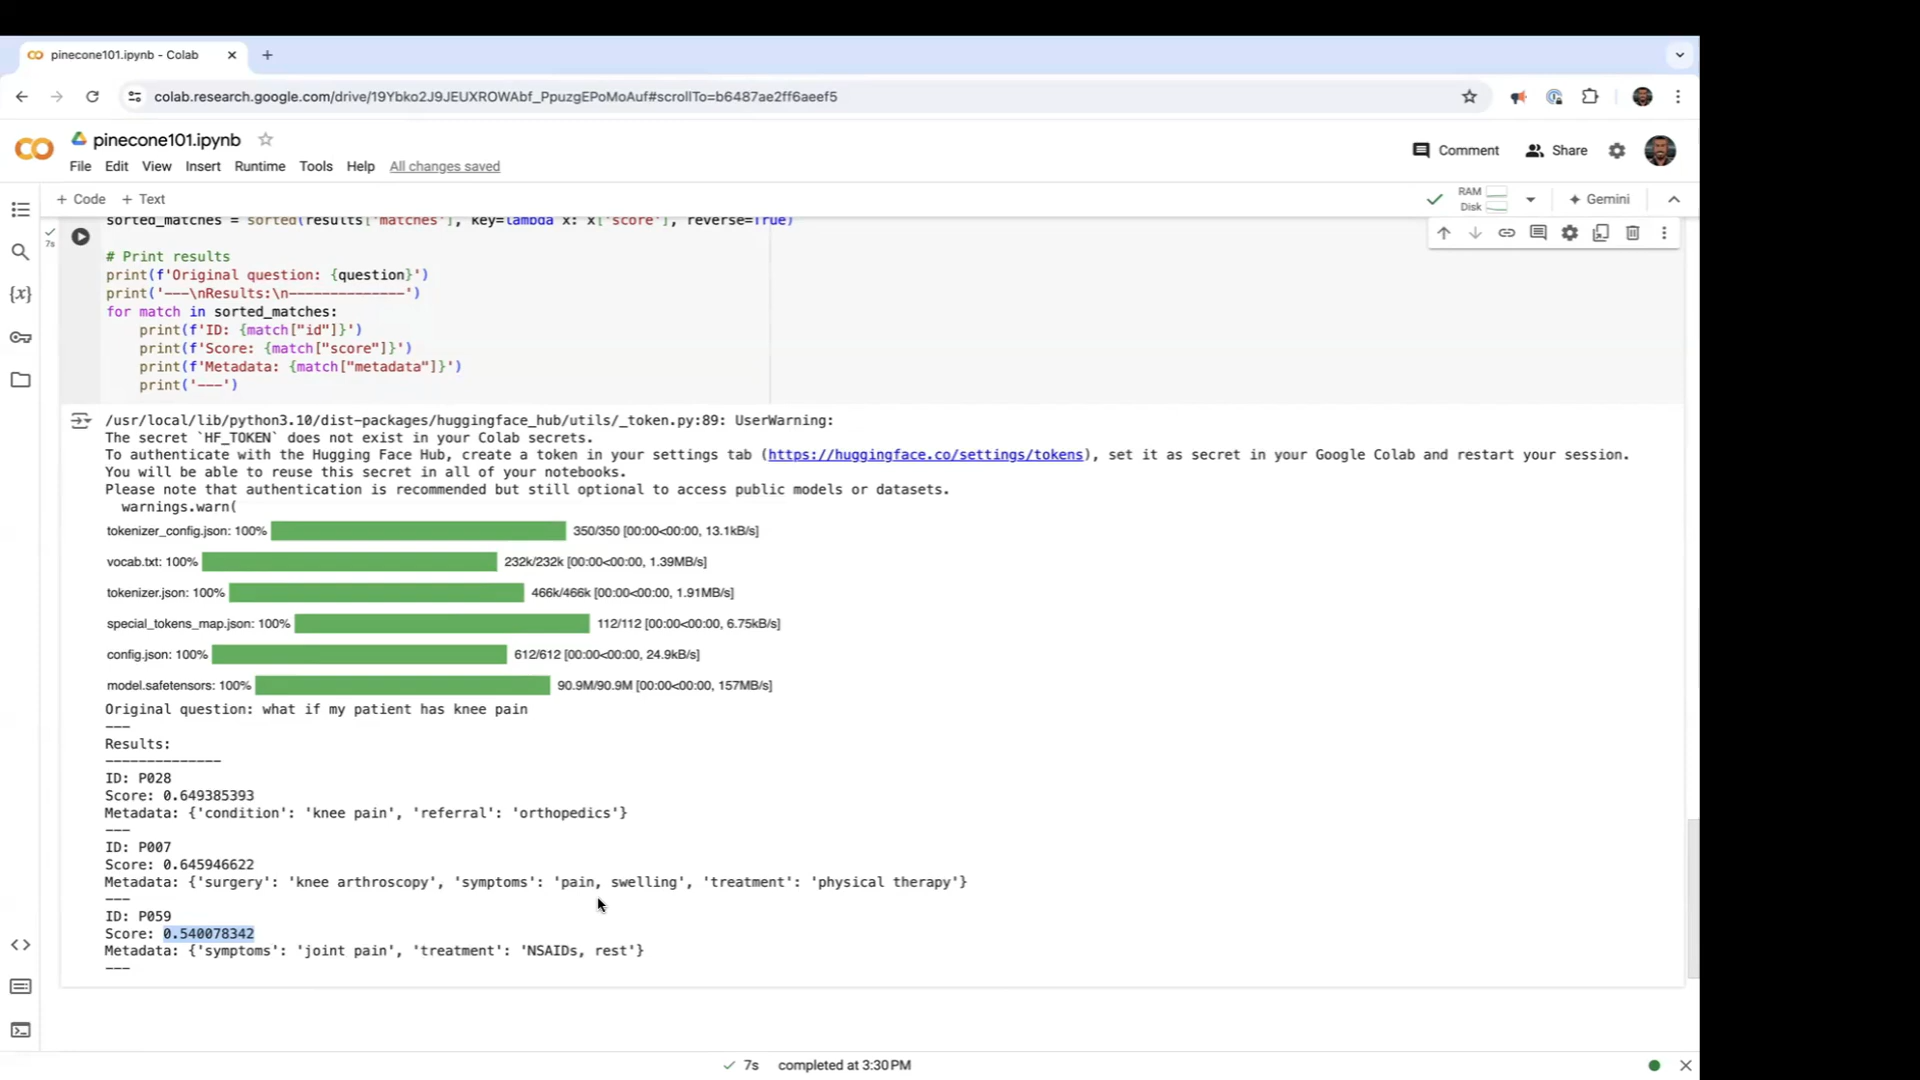 pinecone101.ipynb - Colab
colab.research.google.com/drive/19Ybko2J9JEUXROWAbf_PpuzgEPoMoAuf#scrollTo=b6487ae2ff6aeef5
pinecone101.ipynb
Comment
Share
File Edit View Insert Runtime Tools Help All changes saved
+ Code + Text
RAM
Disk
Gemini
sorted_matches = sorted(results['matches'], key=lambda x: x['score'], reverse=True)
7s
# Print results
print(f'Original question: {question}')
print('---\nResults:\n--------------')
for match in sorted_matches:
    print(f'ID: {match["id"]}')
    print(f'Score: {match["score"]}')
    print(f'Metadata: {match["metadata"]}')
    print('---')
/usr/local/lib/python3.10/dist-packages/huggingface_hub/utils/_token.py:89: UserWarning:
The secret `HF_TOKEN` does not exist in your Colab secrets.
To authenticate with the Hugging Face Hub, create a token in your settings tab (https://huggingface.co/settings/tokens), set it as secret in your Google Colab and restart your session.
You will be able to reuse this secret in all of your notebooks.
Please note that authentication is recommended but still optional to access public models or datasets.
  warnings.warn(
tokenizer_config.json: 100% 350/350 [00:00<00:00, 13.1kB/s]
vocab.txt: 100% 232k/232k [00:00<00:00, 1.39MB/s]
tokenizer.json: 100% 466k/466k [00:00<00:00, 1.91MB/s]
special_tokens_map.json: 100% 112/112 [00:00<00:00, 6.75kB/s]
config.json: 100% 612/612 [00:00<00:00, 24.9kB/s]
model.safetensors: 100% 90.9M/90.9M [00:00<00:00, 157MB/s]
Original question: what if my patient has knee pain
---
Results:
--------------
ID: P028
Score: 0.649385393
Metadata: {'condition': 'knee pain', 'referral': 'orthopedics'}
---
ID: P007
Score: 0.645946622
Metadata: {'surgery': 'knee arthroscopy', 'symptoms': 'pain, swelling', 'treatment': 'physical therapy'}
---
ID: P059
Score: 0.540078342
Metadata: {'symptoms': 'joint pain', 'treatment': 'NSAIDs, rest'}
---
7s completed at 3:30 PM